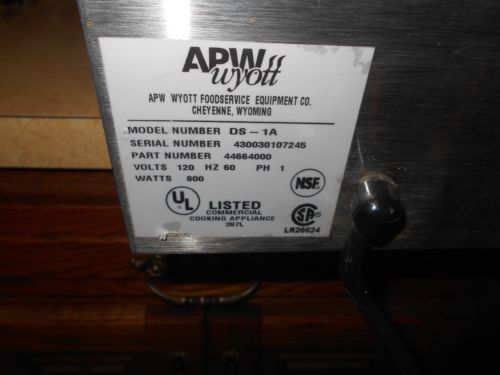 APW
wyott
APW WYOTT FOODSERVICE EQUIPMENT CO.
CHEYENNE, WYOMING
MODEL NUMBER DS-1A
SERIAL NUMBER 430030107245
PART NUMBER 44664000
VOLTS 120 HZ 60 PH 1
WATTS 800
NSF
UL
LISTED
COMMERCIAL
COOKING APPLIANCE
397L
SP
LR26624